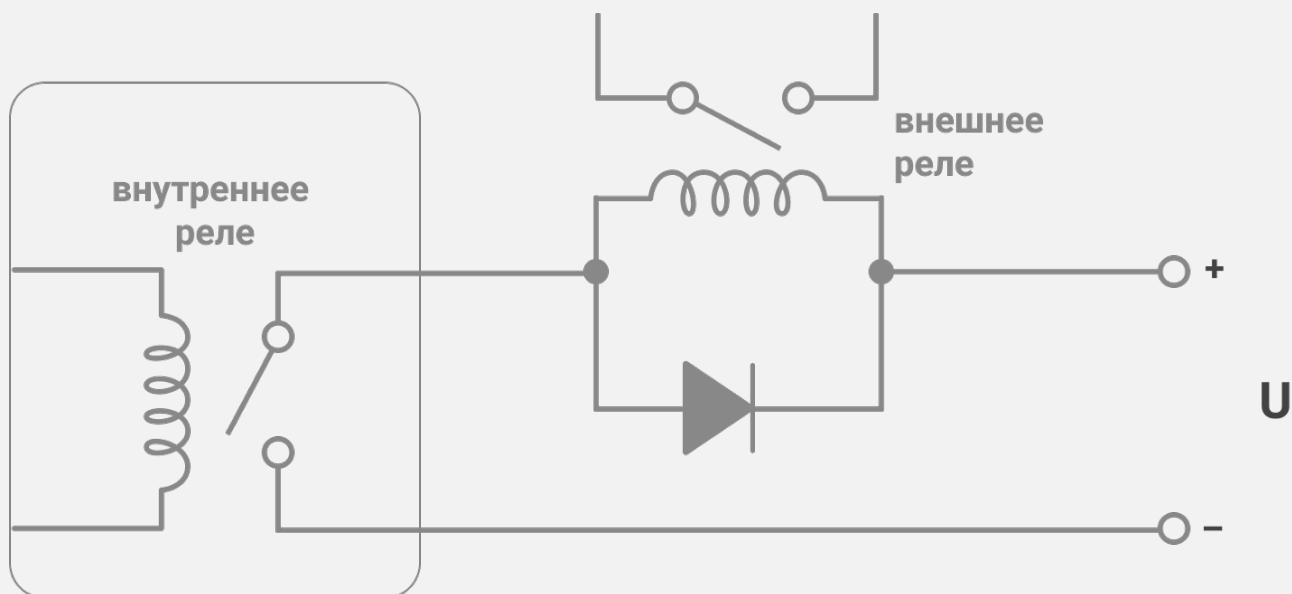 внешнее
реле
внутреннее
реле
+
U
–